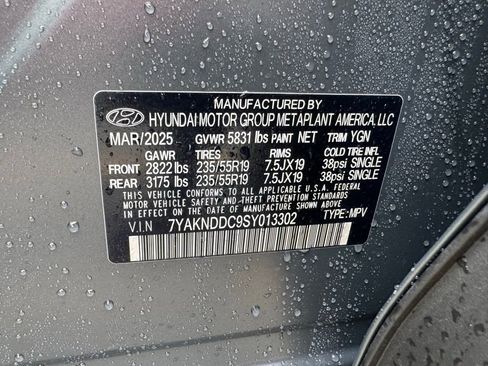 MANUFACTURED BY
HYUNDAI MOTOR GROUP METAPLANT AMERICA, LLC
MAR/2025 GVWR 5831 lbs PAINT NET TRIM YGN
GAWR TIRES RIMS COLD TIRE INFL.
FRONT 2822 lbs 235/55R19 7.5JX19 38psi SINGLE
REAR 3175 lbs 235/55R19 7.5JX19 38psi SINGLE
THIS VEHICLE CONFORMS TO ALL APPLICABLE U.S.A. FEDERAL
MOTOR VEHICLE SAFETY AND THEFT PREVENTION STANDARDS IN
EFFECT ON THE DATE OF MANUFACTURE SHOWN ABOVE.
V.I.N 7YAKNDDC9SY013302 TYPE: MPV